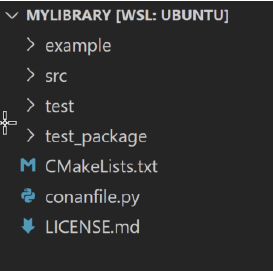 MYLIBRARY [WSL: UBUNTU]
example
src
test
test_package
CMakeLists.txt
conanfile.py
LICENSE.md